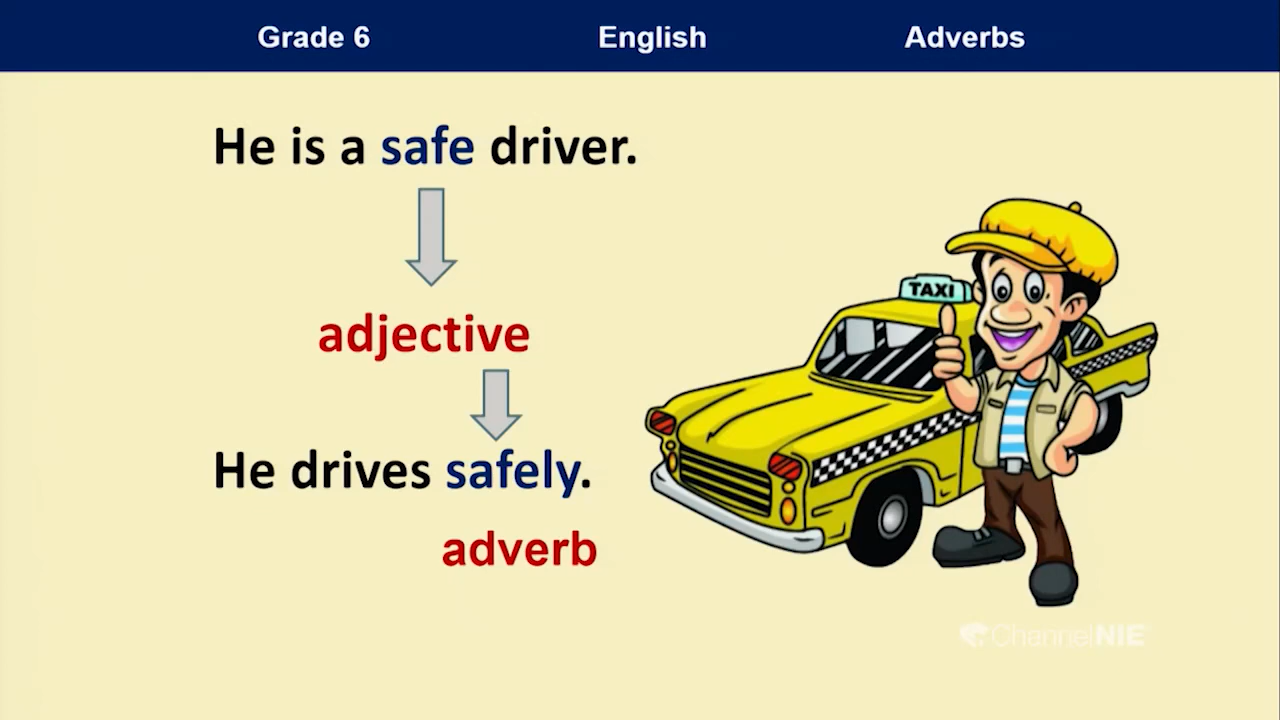 Grade 6 English Adverbs
He is a safe driver.
adjective
TAXI
He drives safely.
adverb
ChannelNIE